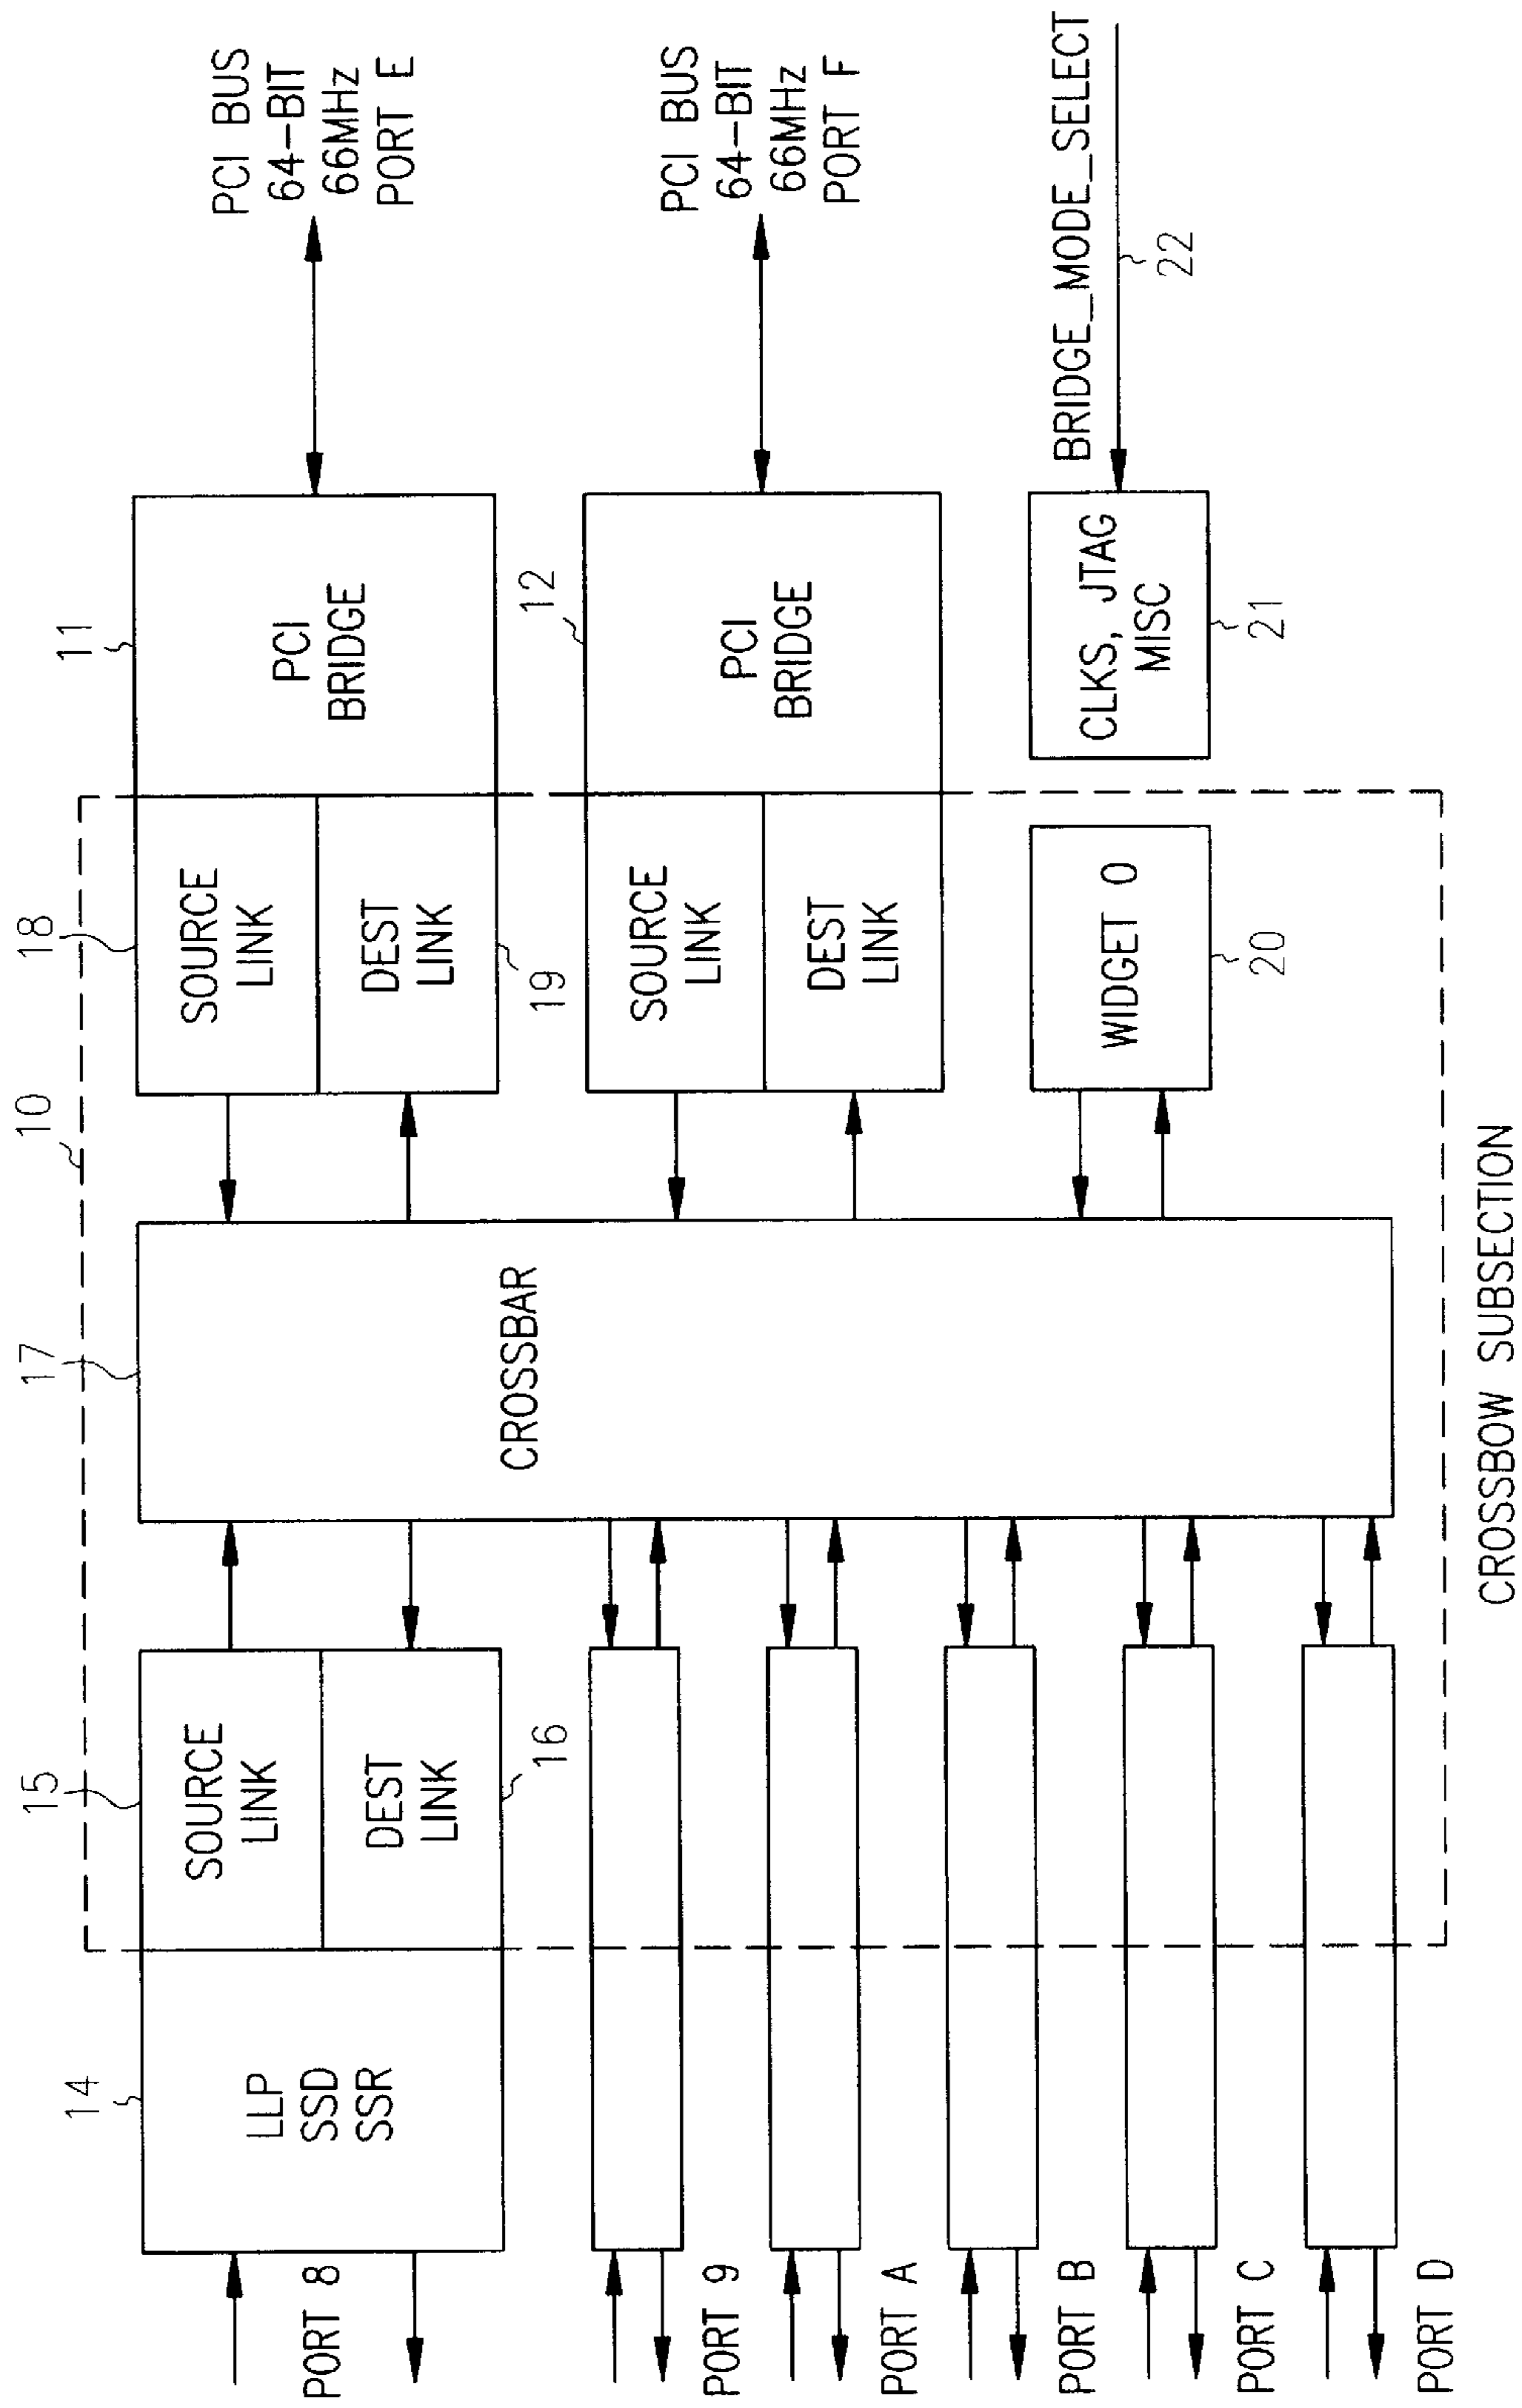 PCI BUS
64-BIT
66MHz
PORT E
PCI BUS
64-BIT
66MHz
PORT F
BRIDGE_MODE_SELECT
22
11
PCI
BRIDGE
12
PCI
BRIDGE
CLKS, JTAG
MISC
21
18
SOURCE
LINK
DEST
LINK
19
SOURCE
LINK
DEST
LINK
WIDGET 0
20
10
17
CROSSBAR
CROSSBOW SUBSECTION
15
SOURCE
LINK
DEST
LINK
16
14
LLP
SSD
SSR
PORT 8
PORT 9
PORT A
PORT B
PORT C
PORT D